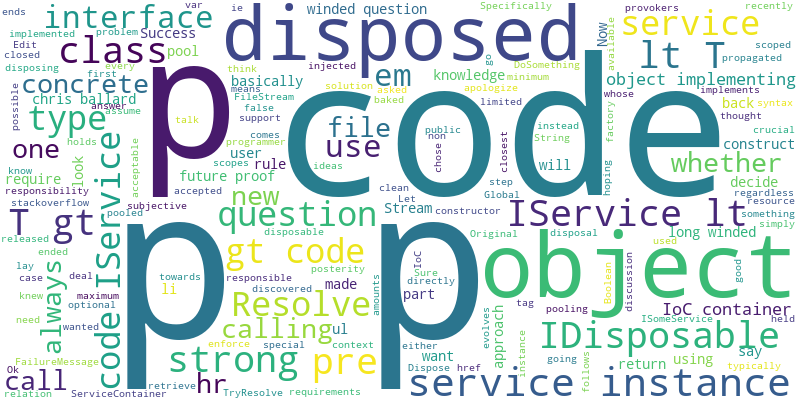 ie
provokers
Specifically
recently
var
ends
interface
disposed
winded question
service
implemented
problem
pool
Success
Edit
closed
disposing
class
Now
scoped
propagated
em
basically
knowledge
go
DoSomething
minimum
available
lt T
think
user
first
every
concrete
injected
implements
possible
chris ballard
code
p
file
solution
apologize
limited
object implementing
back
answer
means
FileStream
false
asked
baked
whose
syntax
type
assume
support
comes
talk
public
factory
thought
acceptable
holds
programmer
non
chose
closest
instead
String
one
use
will
construct
crucial
know
scopes
rule
ideas
whether
require
look
user
future proof
hoping
decide
regardless
resource
responsibility
accepted
clean
Let
step
Global
something
stackoverflow
subjective
new
Stream
constructor
simply
T gt
IService
question
p
p
IService lt
disposable
Original
disposal
long winded
released
ended
pooled
responsible
gt code
IoC
Sure
directly
object
used
good
lay
deal
towards
discovered
posterity
case
maximum
always
li
made
part
tag
pooling
Boolean
discussion
IoC container
knew
optional
Resolve
either
evolves
ISomeService
held
need
wanted
code
calling
ul
want
approach
instance
IDisposable
going
FailureMessage
enforce
special
context
amounts
say
typically
strong
pre
Dispose
href
return
using
follows
Ok
call
relation
retrieve
requirements
TryResolve
ServiceContainer
hr
service instance